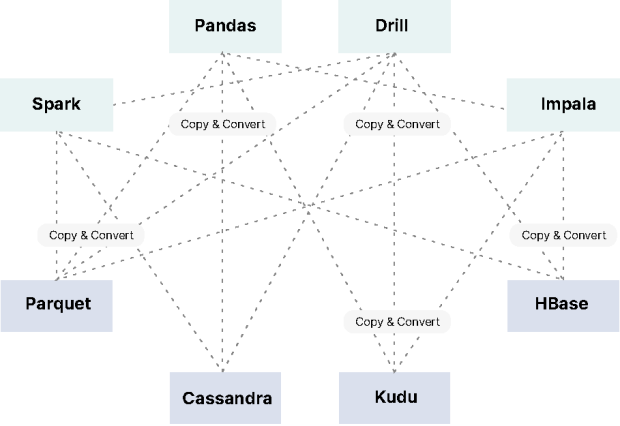 Pandas
Drill
Spark
Impala
Copy & Convert
Copy & Convert
Copy & Convert
Copy & Convert
Parquet
HBase
Copy & Convert
Cassandra
Kudu